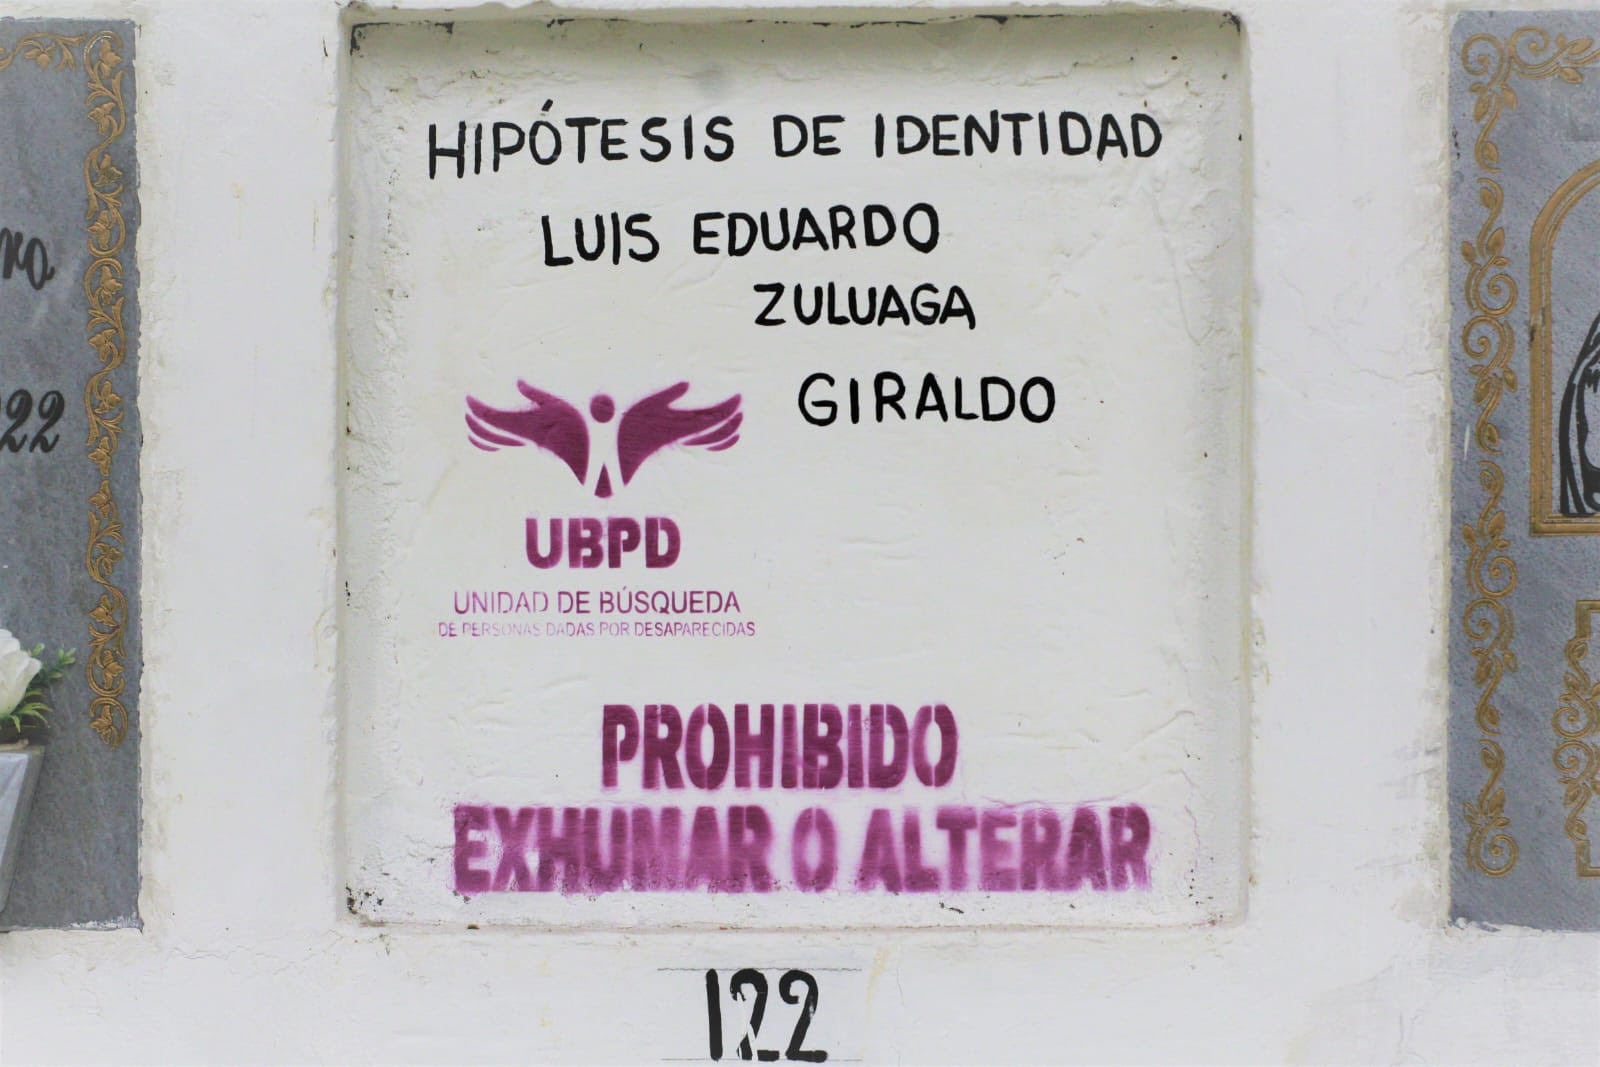 HIPÓTESIS DE IDENTIDAD
LUIS EDUARDO
ZULUAGA
GIRALDO
UBPD
UNIDAD DE BÚSQUEDA
DE PERSONAS DADAS POR DESAPARECIDAS
PROHIBIDO
EXHUMAR O ALTERAR
122